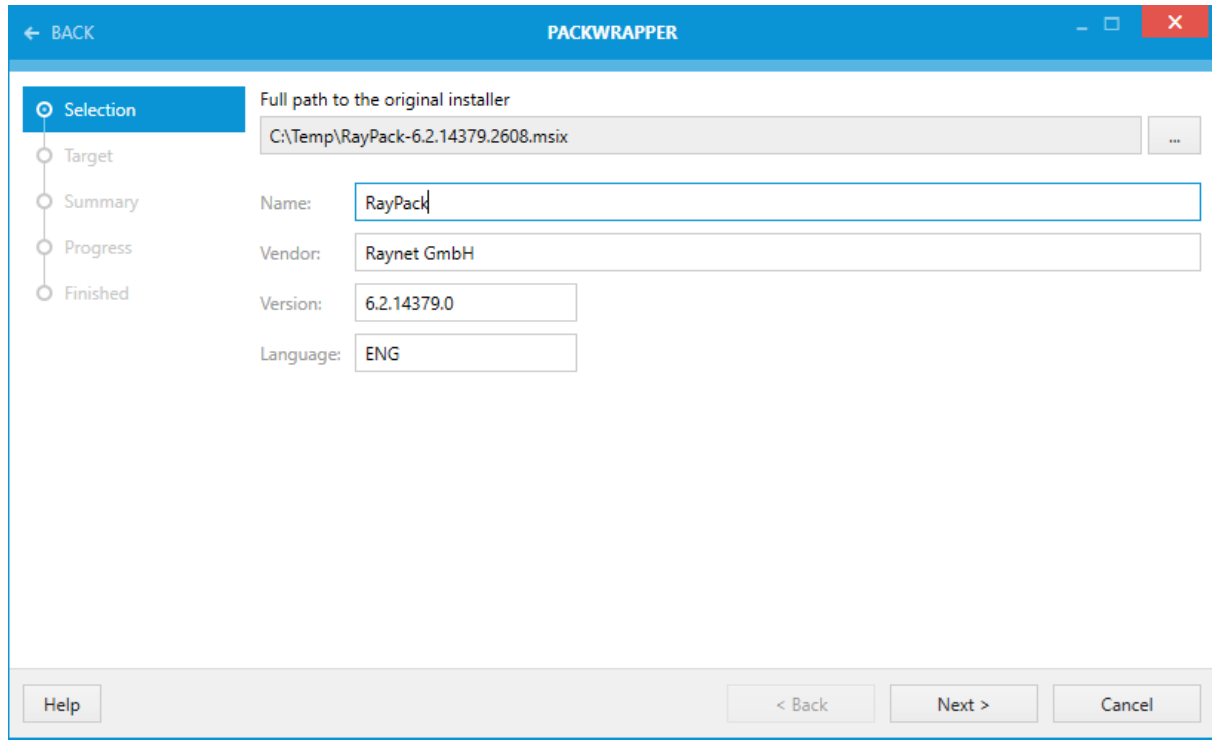 ← BACK
PACKWRAPPER
Selection
Target
Summary
Progress
Finished
Full path to the original installer
C:\Temp\RayPack-6.2.14379.2608.msix
...
Name: RayPack
Vendor: Raynet GmbH
Version: 6.2.14379.0
Language: ENG
Help
< Back
Next >
Cancel